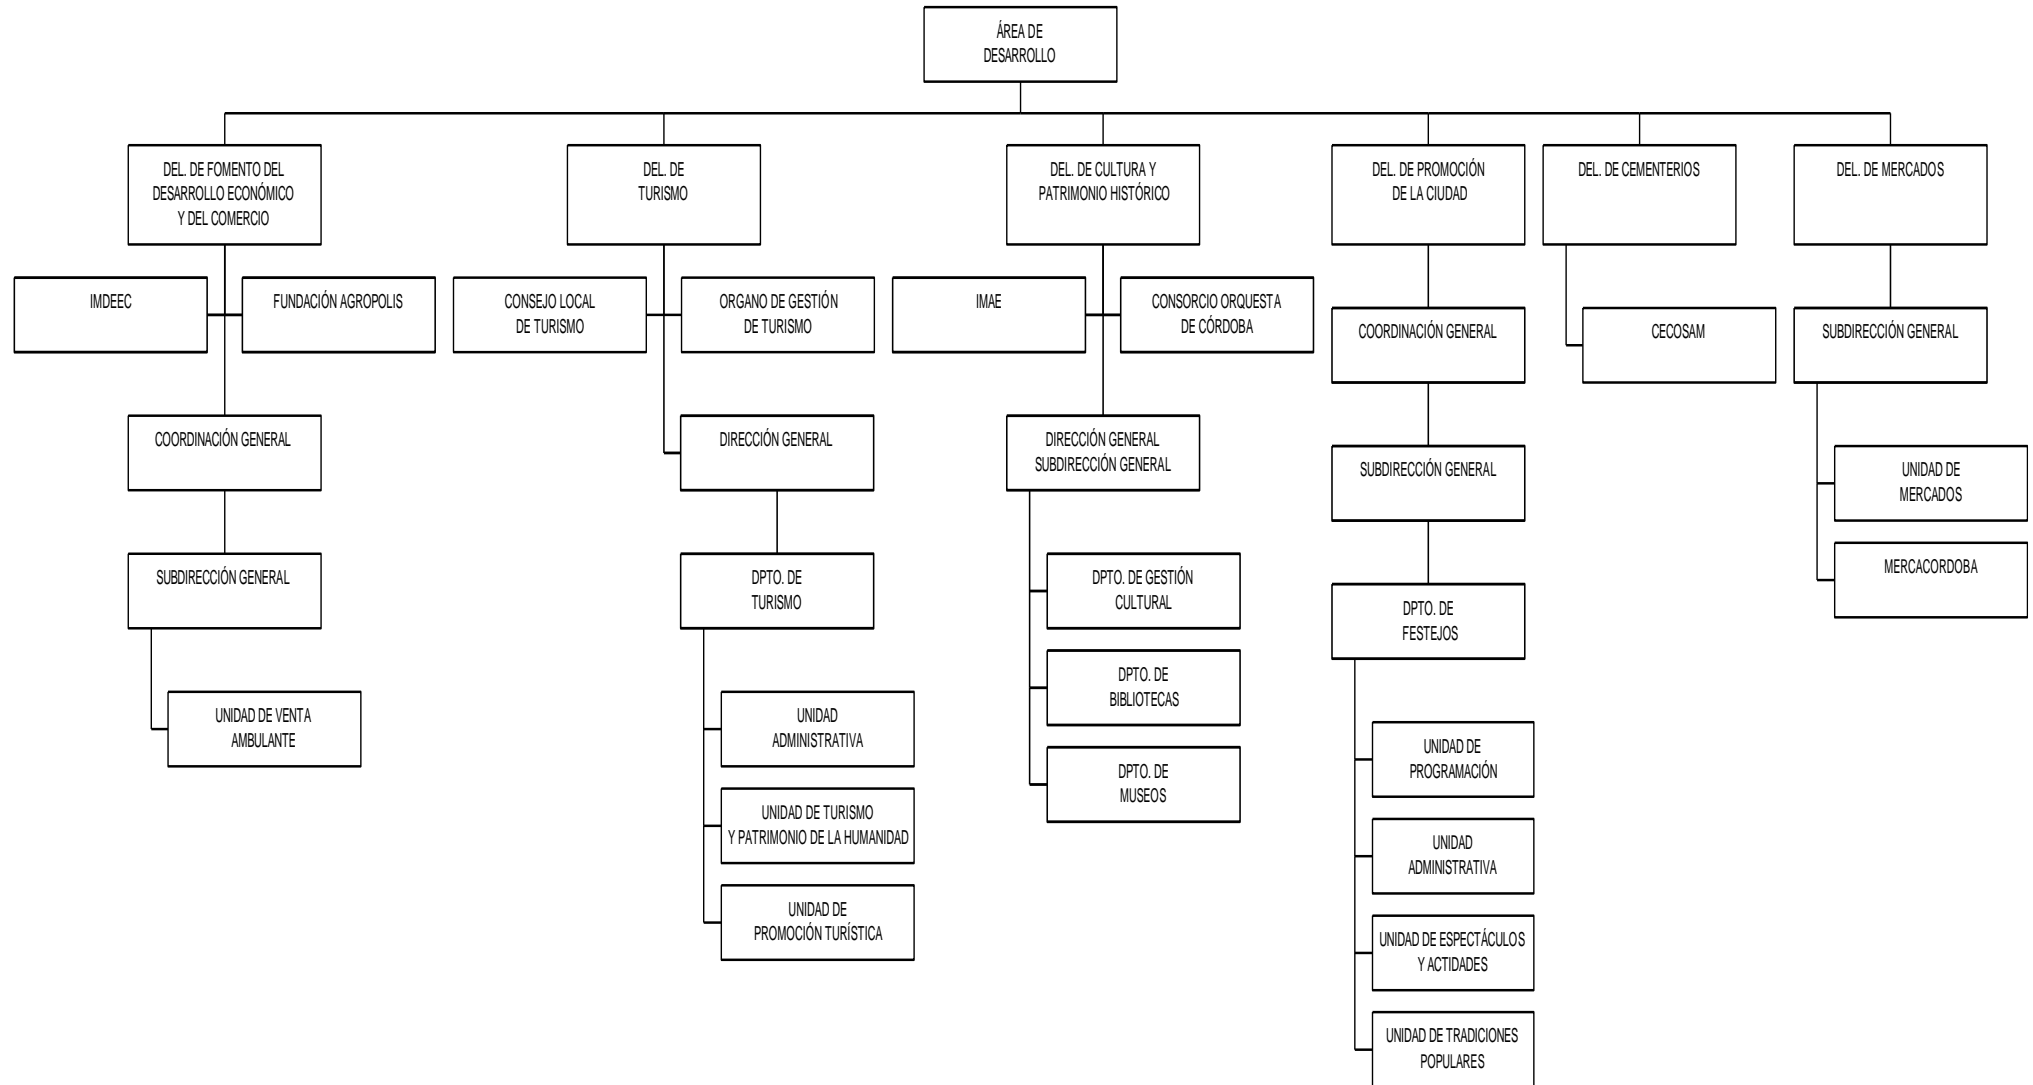 ÁREA DE
DESARROLLO
DEL. DE FOMENTO DEL
DESARROLLO ECONÓMICO
Y DEL COMERCIO
DEL. DE
TURISMO
DEL. DE CULTURA Y
PATRIMONIO HISTÓRICO
DEL. DE PROMOCIÓN
DE LA CIUDAD
DEL. DE CEMENTERIOS
DEL. DE MERCADOS
IMDEEC
FUNDACIÓN AGROPOLIS
CONSEJO LOCAL
DE TURISMO
ORGANO DE GESTIÓN
DE TURISMO
IMAE
CONSORCIO ORQUESTA
DE CÓRDOBA
COORDINACIÓN GENERAL
CECOSAM
SUBDIRECCIÓN GENERAL
COORDINACIÓN GENERAL
DIRECCIÓN GENERAL
DIRECCIÓN GENERAL
SUBDIRECCIÓN GENERAL
SUBDIRECCIÓN GENERAL
UNIDAD DE
MERCADOS
SUBDIRECCIÓN GENERAL
DPTO. DE
TURISMO
DPTO. DE GESTIÓN
CULTURAL
DPTO. DE
FESTEJOS
MERCACORDOBA
UNIDAD DE VENTA
AMBULANTE
UNIDAD
ADMINISTRATIVA
DPTO. DE
BIBLIOTECAS
UNIDAD DE
PROGRAMACIÓN
UNIDAD DE TURISMO
Y PATRIMONIO DE LA HUMANIDAD
DPTO. DE
MUSEOS
UNIDAD
ADMINISTRATIVA
UNIDAD DE
PROMOCIÓN TURÍSTICA
UNIDAD DE ESPECTÁCULOS
Y ACTIDADES
UNIDAD DE TRADICIONES
POPULARES